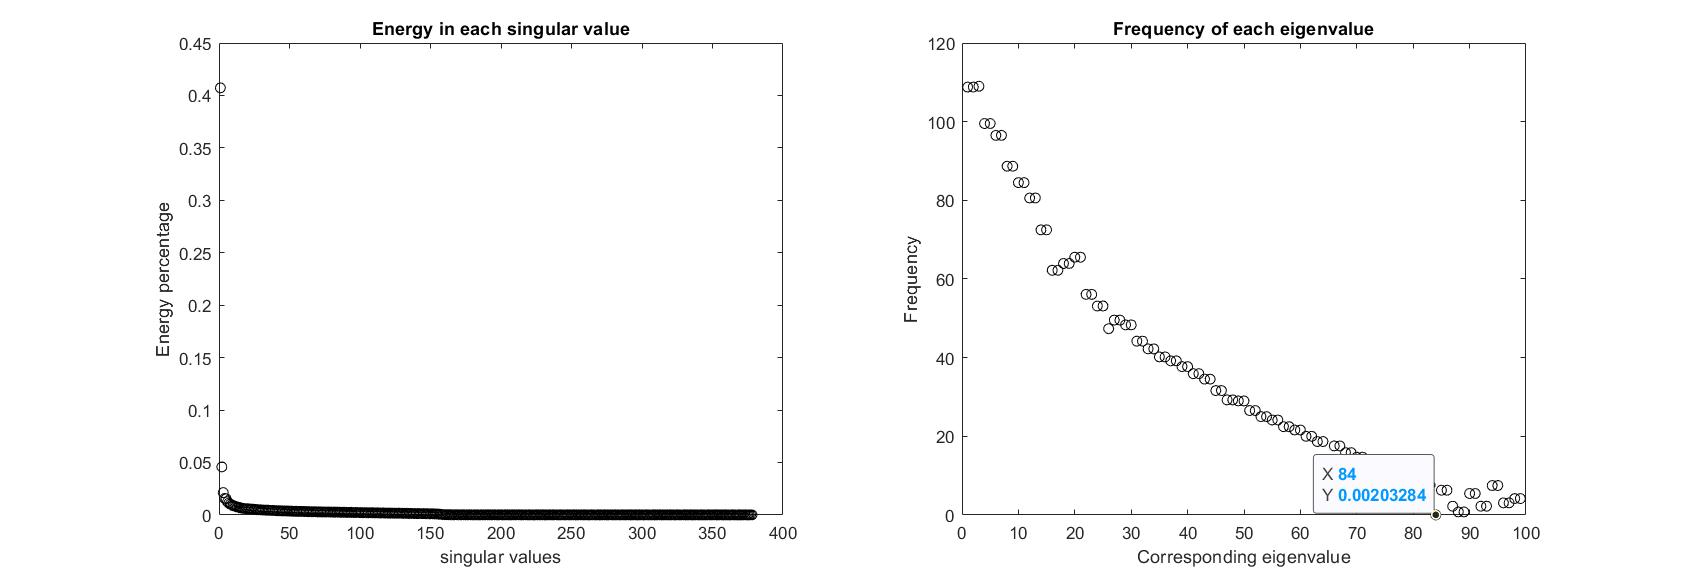 Energy in each singular value
0.45
0.4
0.35
0.3
0.25
0.2
0.15
0.1
0.05
0
Energy percentage
0 50 100 150 200 250 300 350 400
singular values
Frequency of each eigenvalue
120
100
80
60
40
20
0
Frequency
X 84
Y 0.00203284
0 10 20 30 40 50 60 70 80 90 100
Corresponding eigenvalue